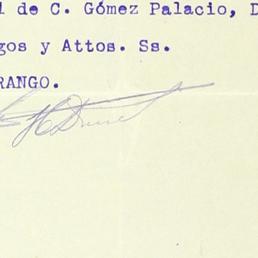 l de C. Gómez Palacio, D
gos y Attos. Ss.
RANGO.